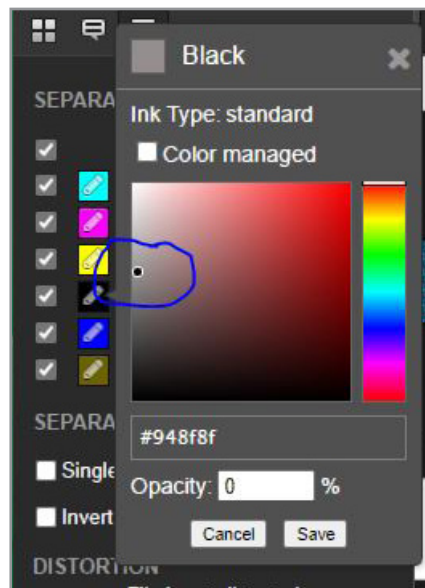 Black
SEPARA
Ink Type: standard
Color managed
SEPARA
#948f8f
Single
Opacity: 0 %
Invert
Cancel Save
DISTORTION